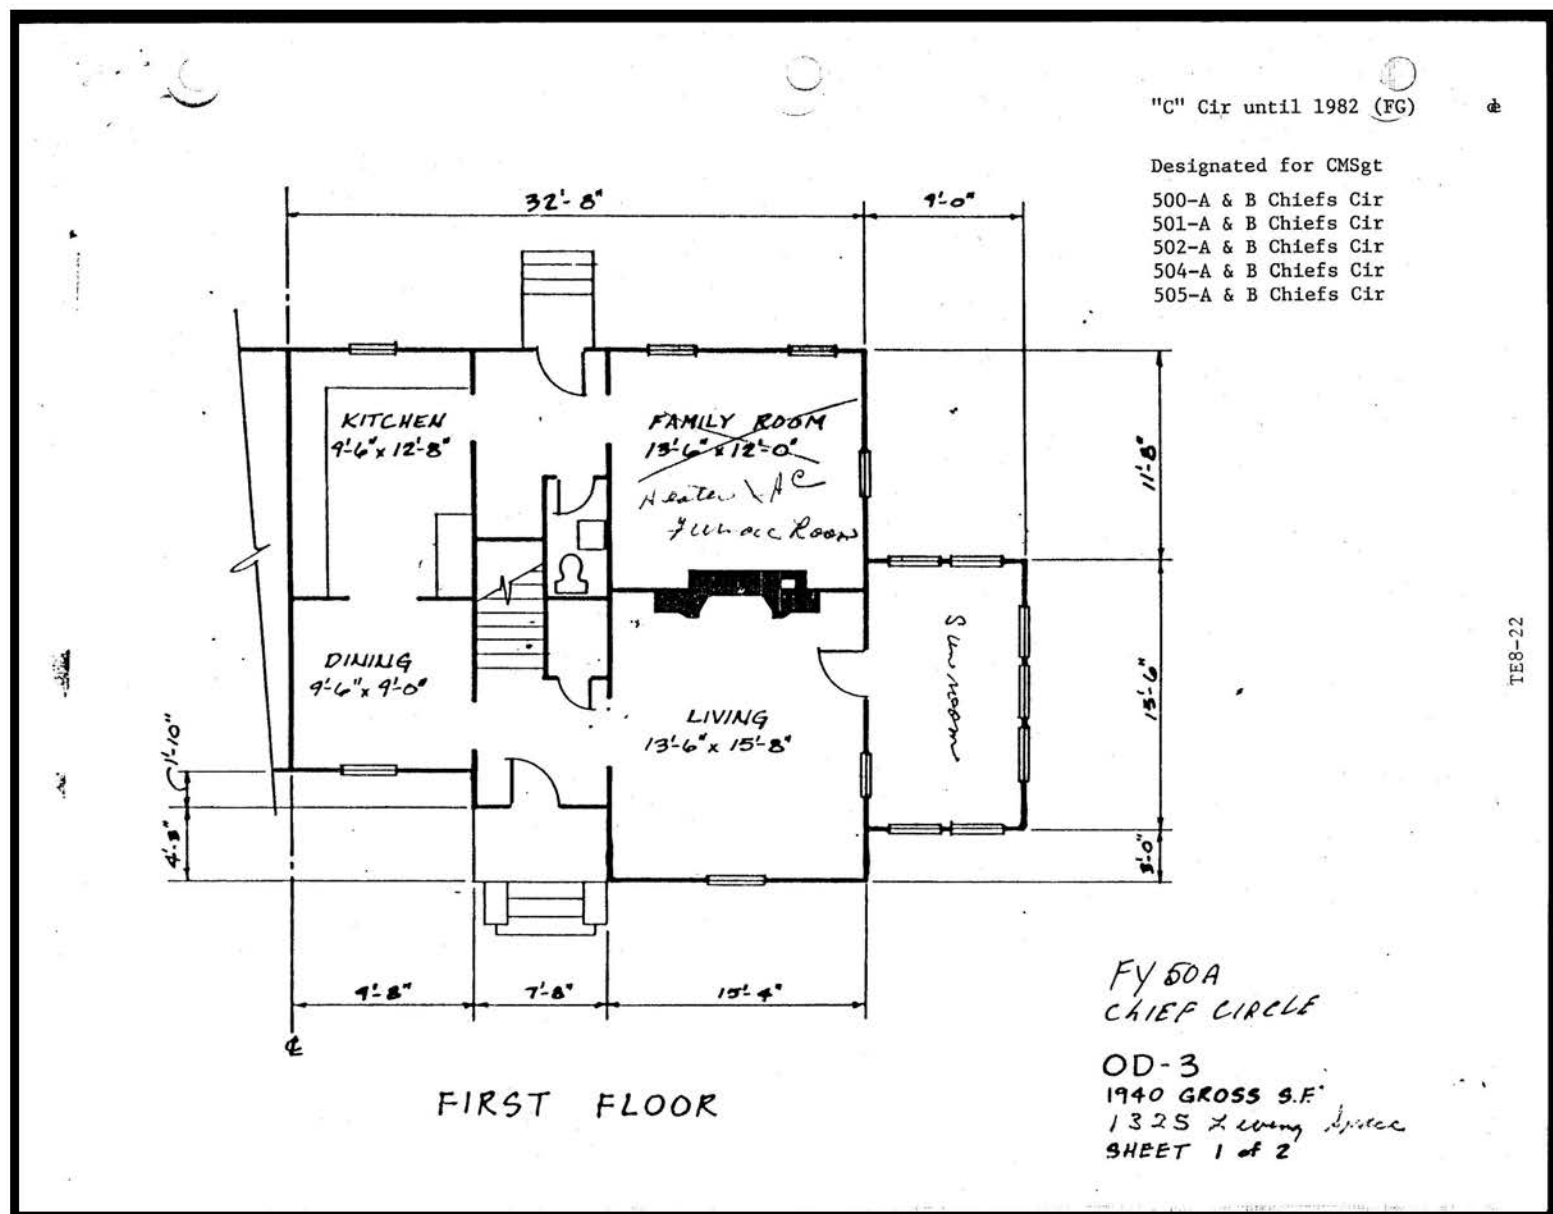 "C" Cir until 1982 (FG)
Designated for CMSgt
500-A & B Chiefs Cir
501-A & B Chiefs Cir
502-A & B Chiefs Cir
504-A & B Chiefs Cir
505-A & B Chiefs Cir
32'-8"
9'-0"
KITCHEN
9'-6" x 12'-8"
FAMILY ROOM
13'-6" x 12'-0"
Heater \ AC
Furnace Room
11'-8"
DINING
9'-6" x 9'-0"
LIVING
13'-6" x 15'-8"
Sunroom
13'-6"
TE8-22
1'-10"
4'-3"
3'-0"
9'-8"
7'-8"
15'-4"
FIRST FLOOR
FY 50A
CHIEF CIRCLE
OD-3
1940 GROSS S.F.
1325 Living Space
SHEET 1 of 2